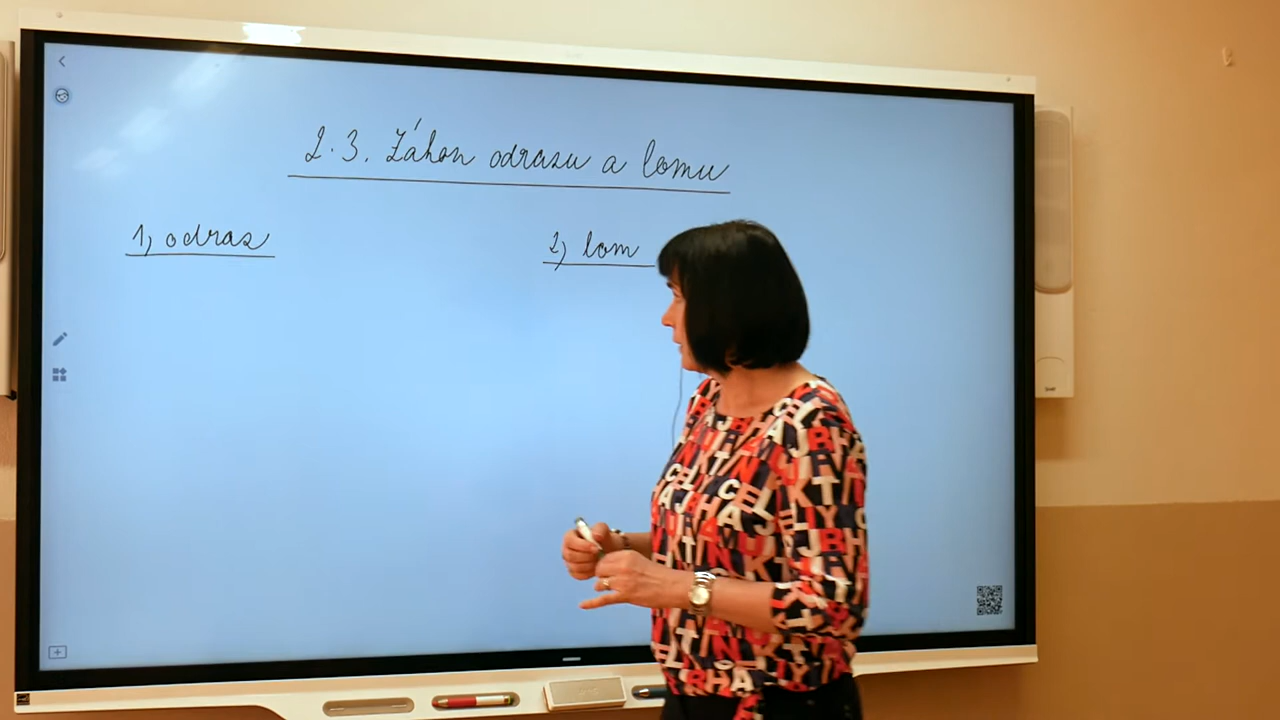 2.3. Zákon odrazu a lomu
1, odraz
2, lom